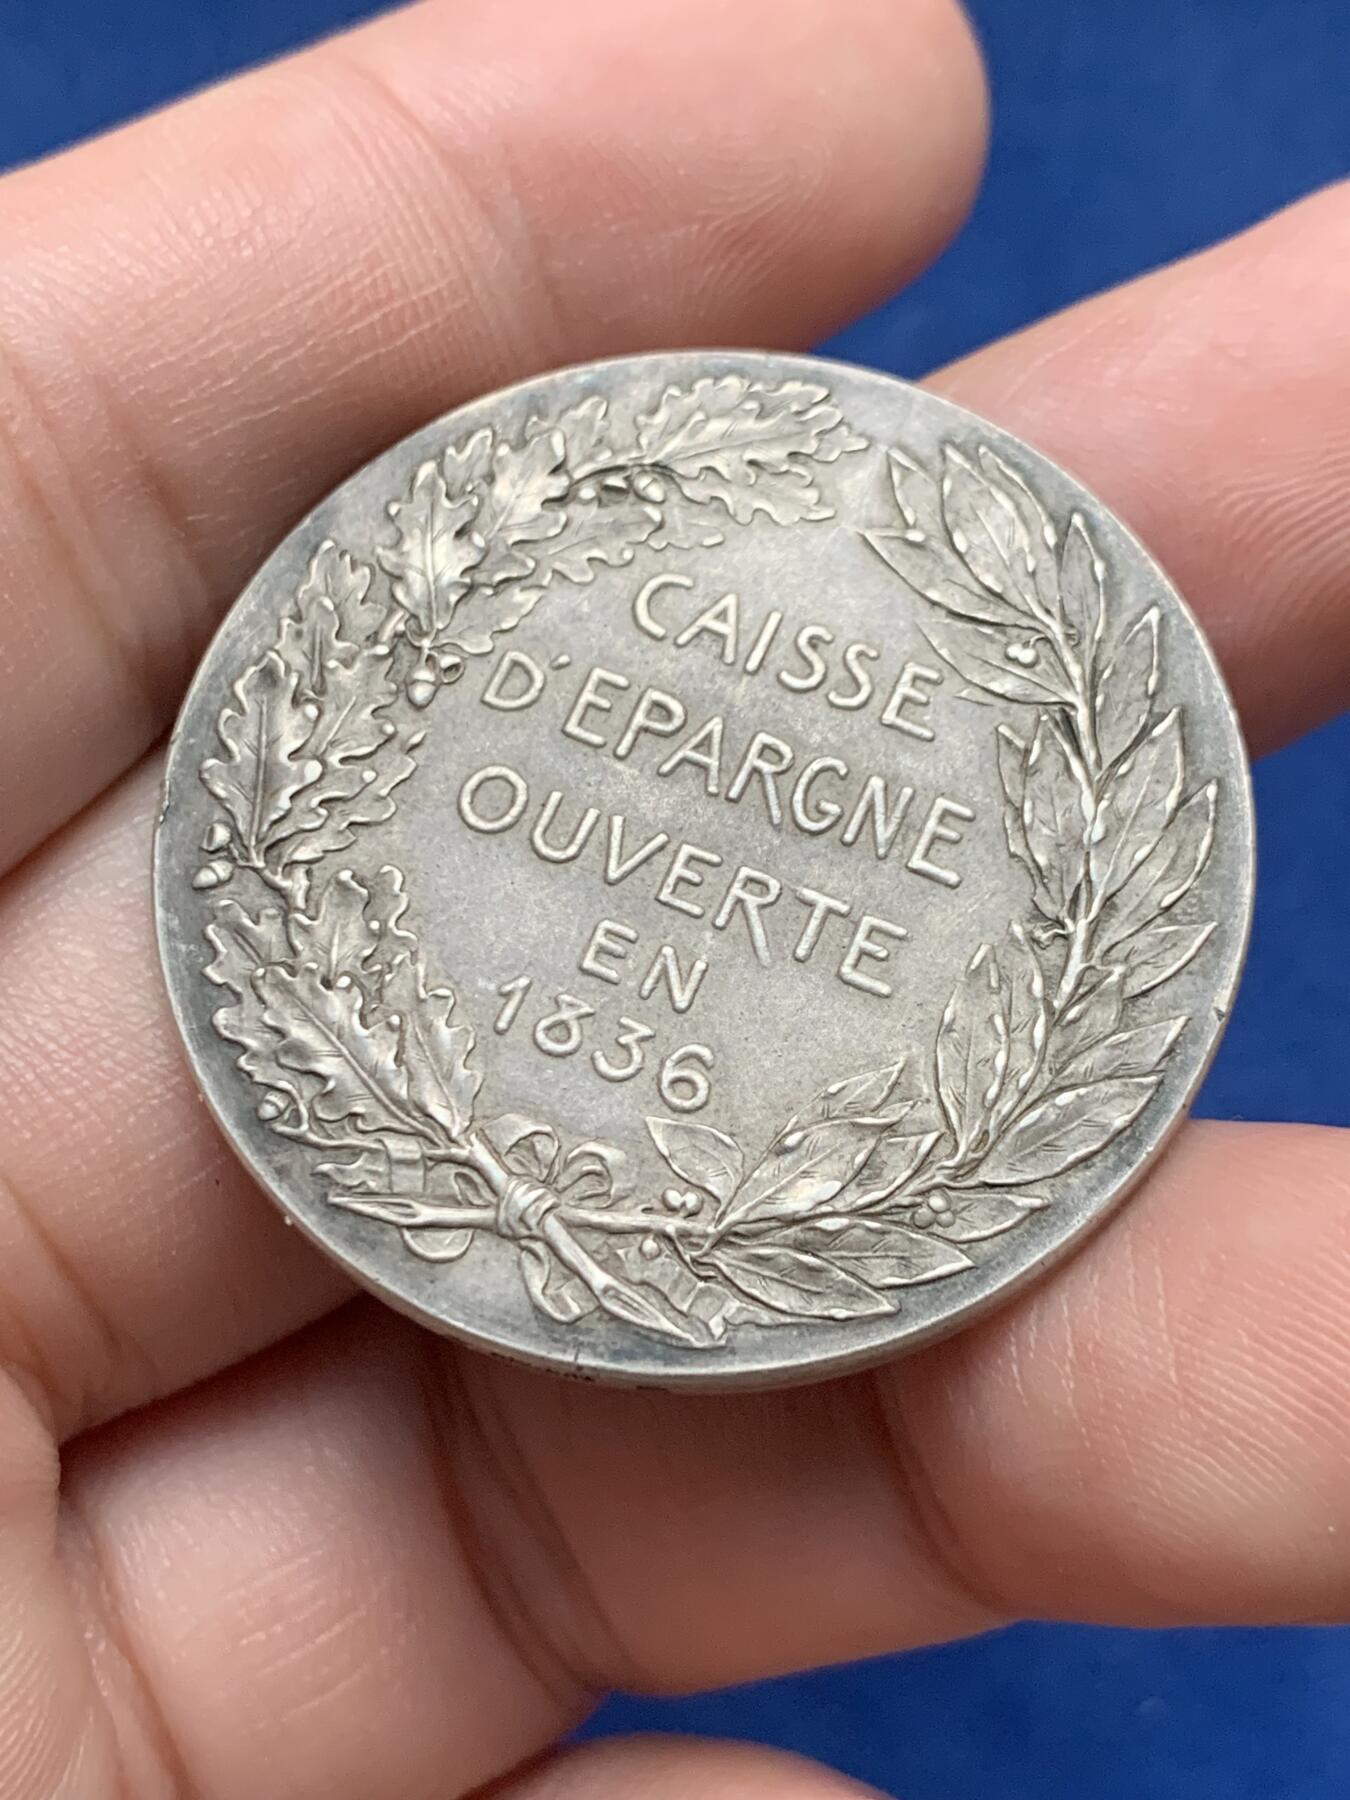 CAISSE
D'EPARGNE
OUVERTE
EN
1836